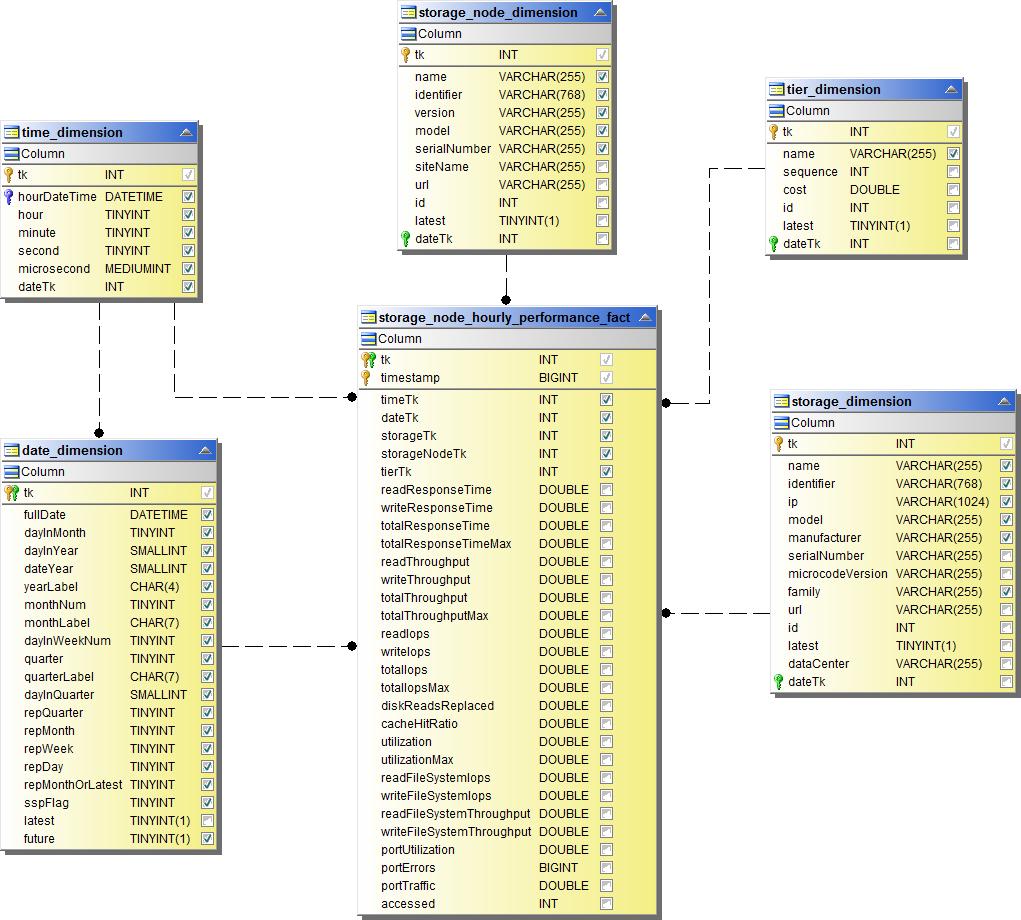 storage_node_dimension
Column
tk INT
name VARCHAR(255)
identifier VARCHAR(768)
version VARCHAR(255)
model VARCHAR(255)
serialNumber VARCHAR(255)
siteName VARCHAR(255)
url VARCHAR(255)
id INT
latest TINYINT(1)
dateTk INT
tier_dimension
Column
tk INT
name VARCHAR(255)
sequence INT
cost DOUBLE
id INT
latest TINYINT(1)
dateTk INT
time_dimension
Column
tk INT
hourDateTime DATETIME
hour TINYINT
minute TINYINT
second TINYINT
microsecond MEDIUMINT
dateTk INT
storage_node_hourly_performance_fact
Column
tk INT
timestamp BIGINT
timeTk INT
dateTk INT
storageTk INT
storageNodeTk INT
tierTk INT
readResponseTime DOUBLE
writeResponseTime DOUBLE
totalResponseTime DOUBLE
totalResponseTimeMax DOUBLE
readThroughput DOUBLE
writeThroughput DOUBLE
totalThroughput DOUBLE
totalThroughputMax DOUBLE
readIops DOUBLE
writeIops DOUBLE
totalIops DOUBLE
totalIopsMax DOUBLE
diskReadsReplaced DOUBLE
cacheHitRatio DOUBLE
utilization DOUBLE
utilizationMax DOUBLE
readFileSystemIops DOUBLE
writeFileSystemIops DOUBLE
readFileSystemThroughput DOUBLE
writeFileSystemThroughput DOUBLE
portUtilization DOUBLE
portErrors BIGINT
portTraffic DOUBLE
accessed INT
storage_dimension
Column
tk INT
name VARCHAR(255)
identifier VARCHAR(768)
ip VARCHAR(1024)
model VARCHAR(255)
manufacturer VARCHAR(255)
serialNumber VARCHAR(255)
microcodeVersion VARCHAR(255)
family VARCHAR(255)
url VARCHAR(255)
id INT
latest TINYINT(1)
dataCenter VARCHAR(255)
dateTk INT
date_dimension
Column
tk INT
fullDate DATETIME
dayInMonth TINYINT
dayInYear SMALLINT
dateYear SMALLINT
yearLabel CHAR(4)
monthNum TINYINT
monthLabel CHAR(7)
dayInWeekNum TINYINT
quarter TINYINT
quarterLabel CHAR(7)
dayInQuarter SMALLINT
repQuarter TINYINT
repMonth TINYINT
repWeek TINYINT
repDay TINYINT
repMonthOrLatest TINYINT
sspFlag TINYINT
latest TINYINT(1)
future TINYINT(1)